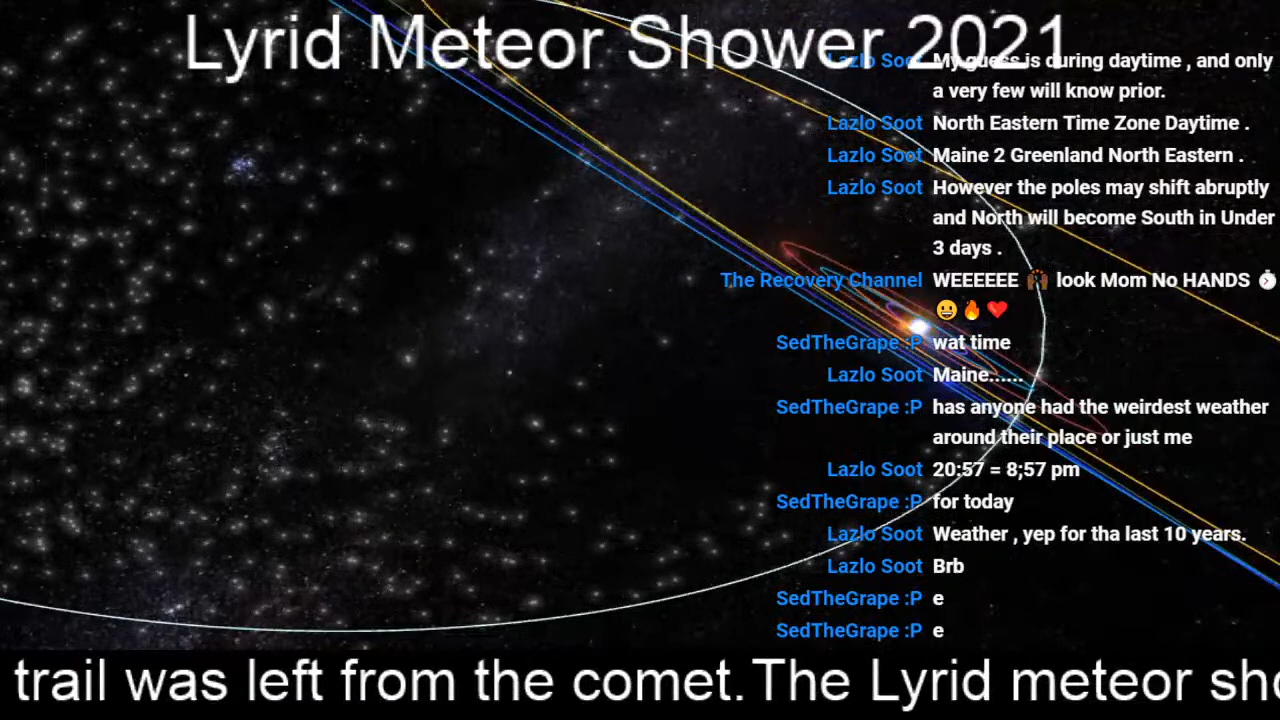 Lyrid Meteor Shower 2021
Lazlo Soot My guess is during daytime , and only
a very few will know prior.
Lazlo Soot North Eastern Time Zone Daytime .
Lazlo Soot Maine 2 Greenland North Eastern .
Lazlo Soot However the poles may shift abruptly
and North will become South in Under
3 days .
The Recovery Channel WEEEEEE 🙌🏾 look Mom No HANDS ⏱
😀🔥❤️
SedTheGrape :P wat time
Lazlo Soot Maine......
SedTheGrape :P has anyone had the weirdest weather
around their place or just me
Lazlo Soot 20:57 = 8;57 pm
SedTheGrape :P for today
Lazlo Soot Weather , yep for tha last 10 years.
Lazlo Soot Brb
SedTheGrape :P e
SedTheGrape :P e
trail was left from the comet.The Lyrid meteor sho